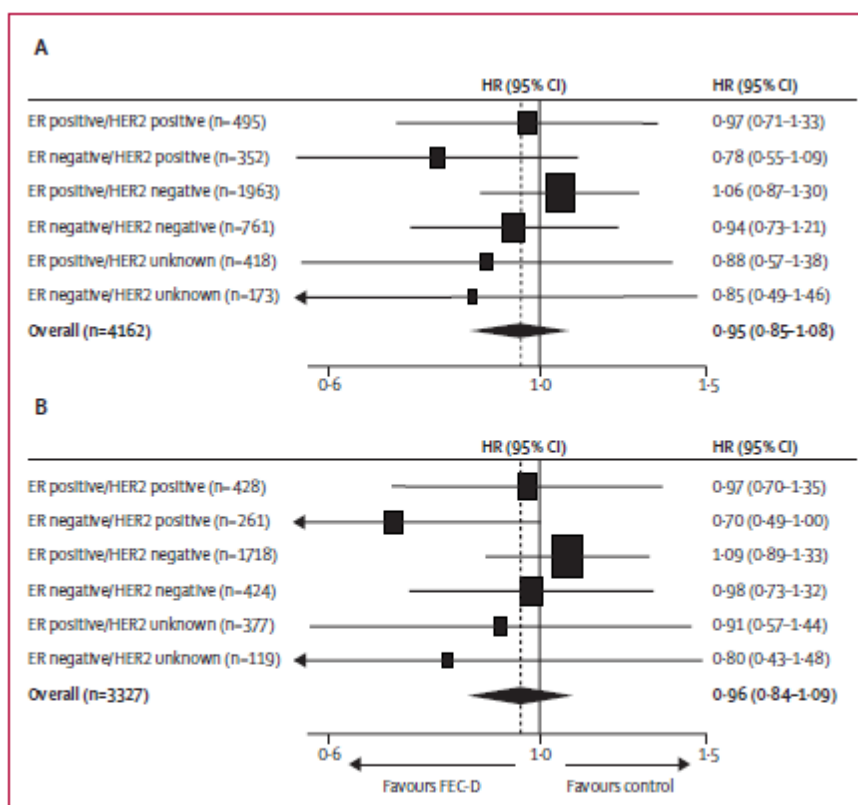 A
HR (95% CI) HR (95% CI)
ER positive/HER2 positive (n=495) 0·97 (0·71–1·33)
ER negative/HER2 positive (n=352) 0·78 (0·55–1·09)
ER positive/HER2 negative (n=1963) 1·06 (0·87–1·30)
ER negative/HER2 negative (n=761) 0·94 (0·73–1·21)
ER positive/HER2 unknown (n=418) 0·88 (0·57–1·38)
ER negative/HER2 unknown (n=173) 0·85 (0·49–1·46)
Overall (n=4162) 0·95 (0·85–1·08)
0·6 1·0 1·5
B
HR (95% CI) HR (95% CI)
ER positive/HER2 positive (n=428) 0·97 (0·70–1·35)
ER negative/HER2 positive (n=261) 0·70 (0·49–1·00)
ER positive/HER2 negative (n=1718) 1·09 (0·89–1·33)
ER negative/HER2 negative (n=424) 0·98 (0·73–1·32)
ER positive/HER2 unknown (n=377) 0·91 (0·57–1·44)
ER negative/HER2 unknown (n=119) 0·80 (0·43–1·48)
Overall (n=3327) 0·96 (0·84–1·09)
0·6 1·0 1·5
Favours FEC-D Favours control